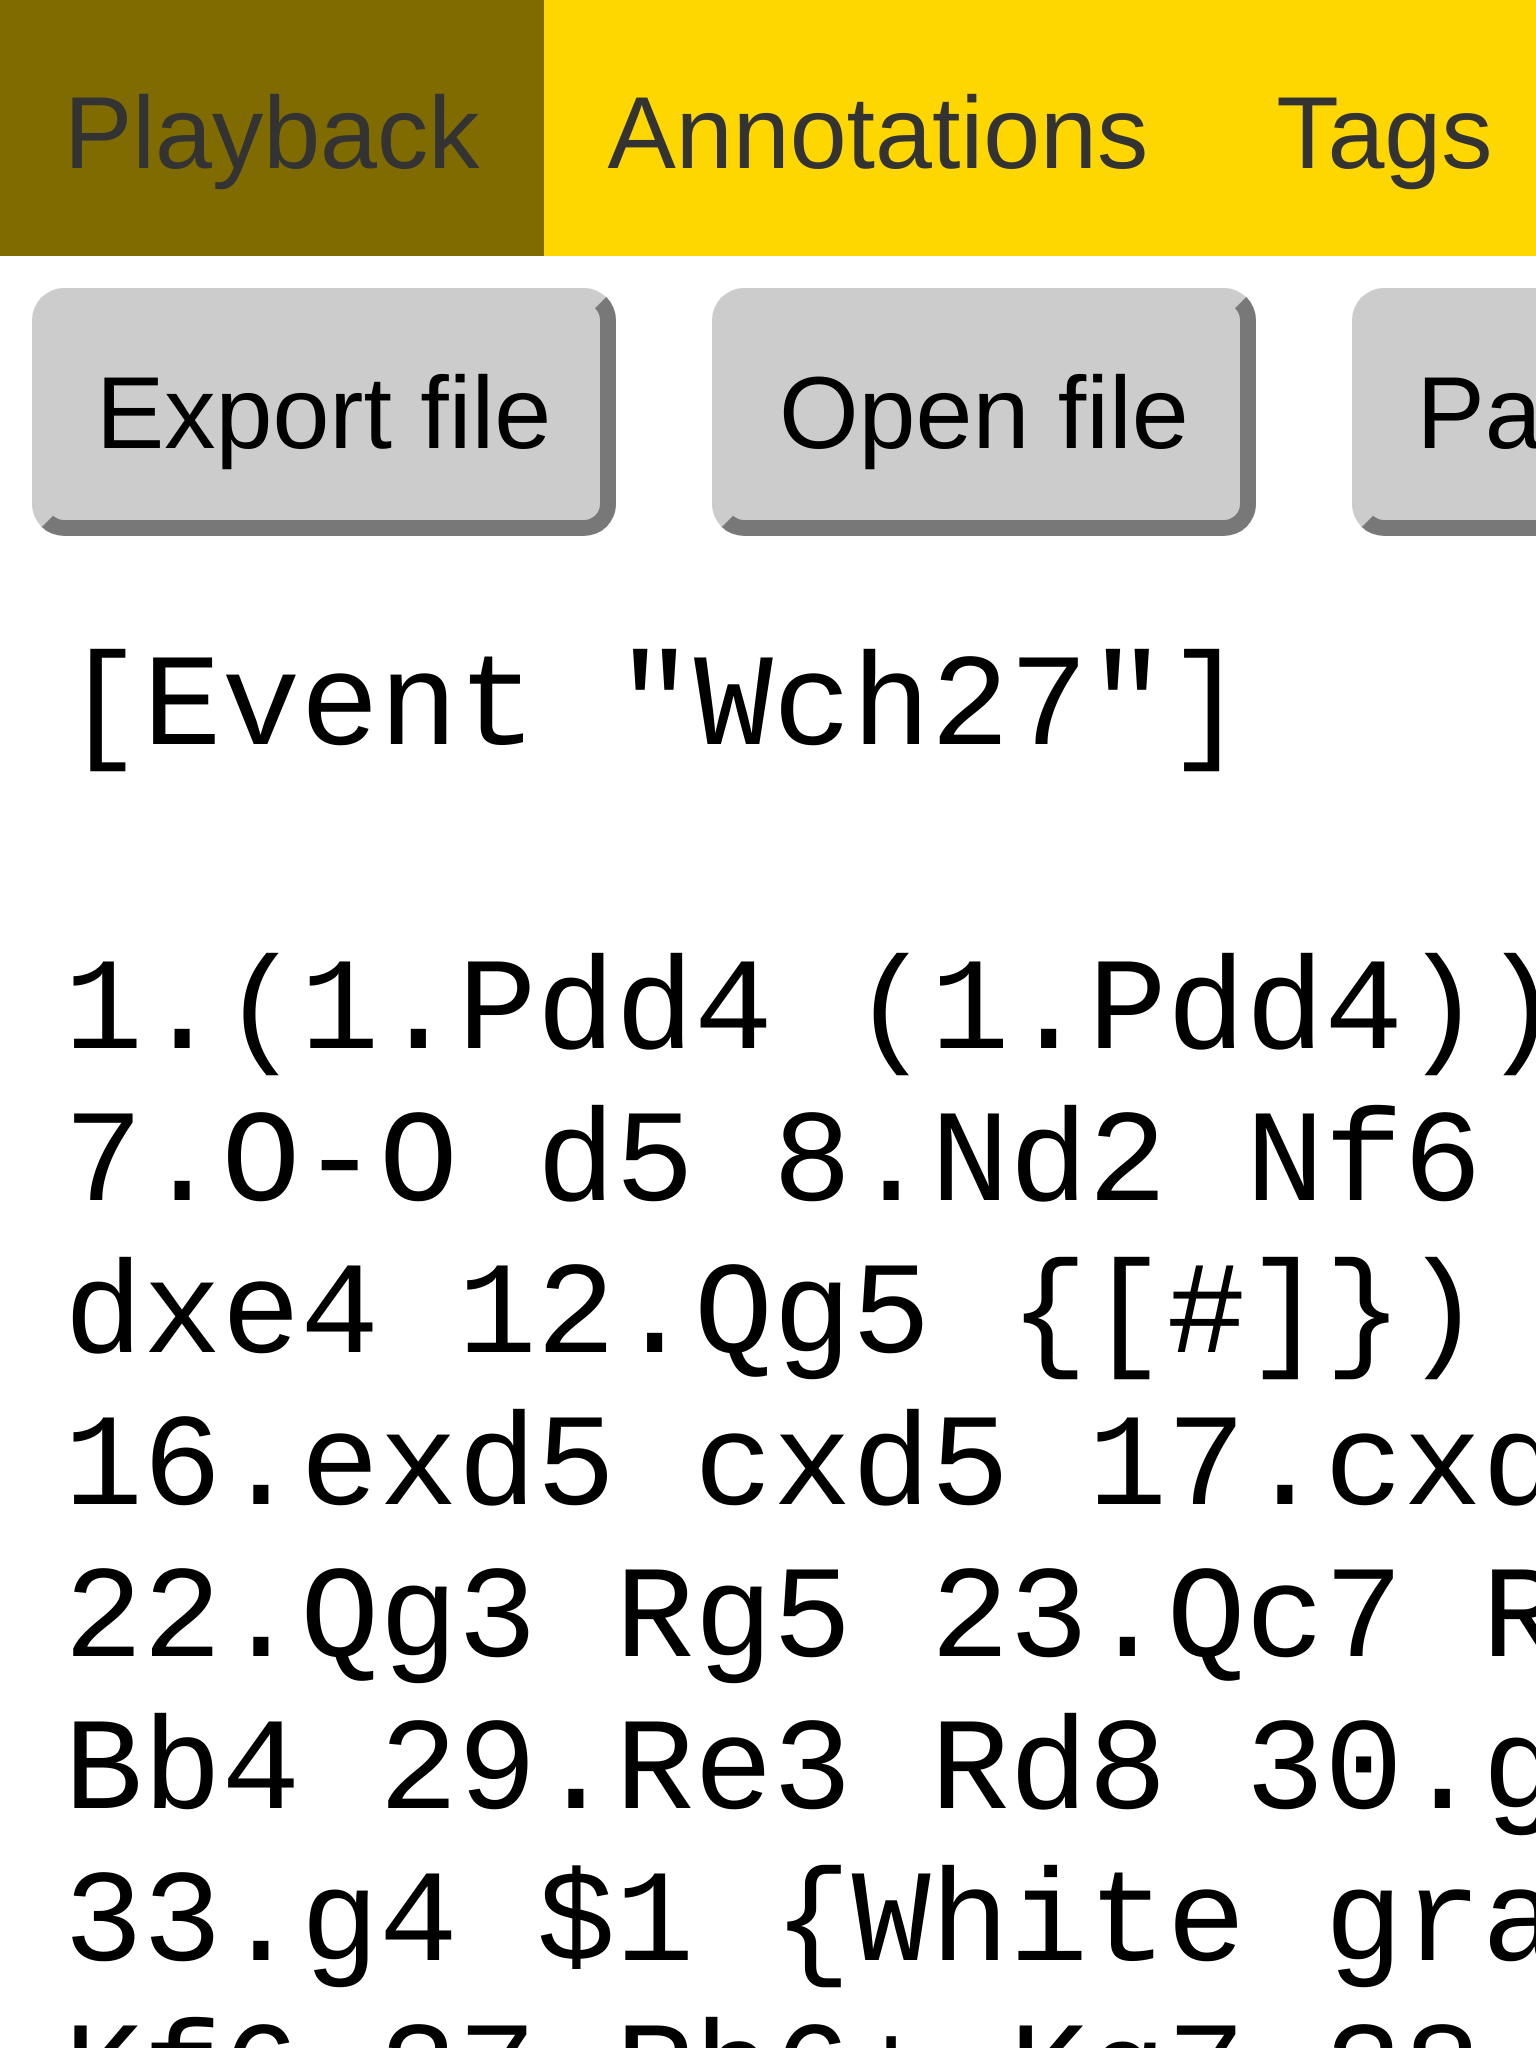 Playback Annotations Tags
Export file Open file Pa
[Event "Wch27"]
1.(1.Pdd4 (1.Pdd4))
7.O-O d5 8.Nd2 Nf6
dxe4 12.Qg5 {[#]})
16.exd5 cxd5 17.cxd
22.Qg3 Rg5 23.Qc7 R
Bb4 29.Re3 Rd8 30.g
33.g4 $1 {White gra